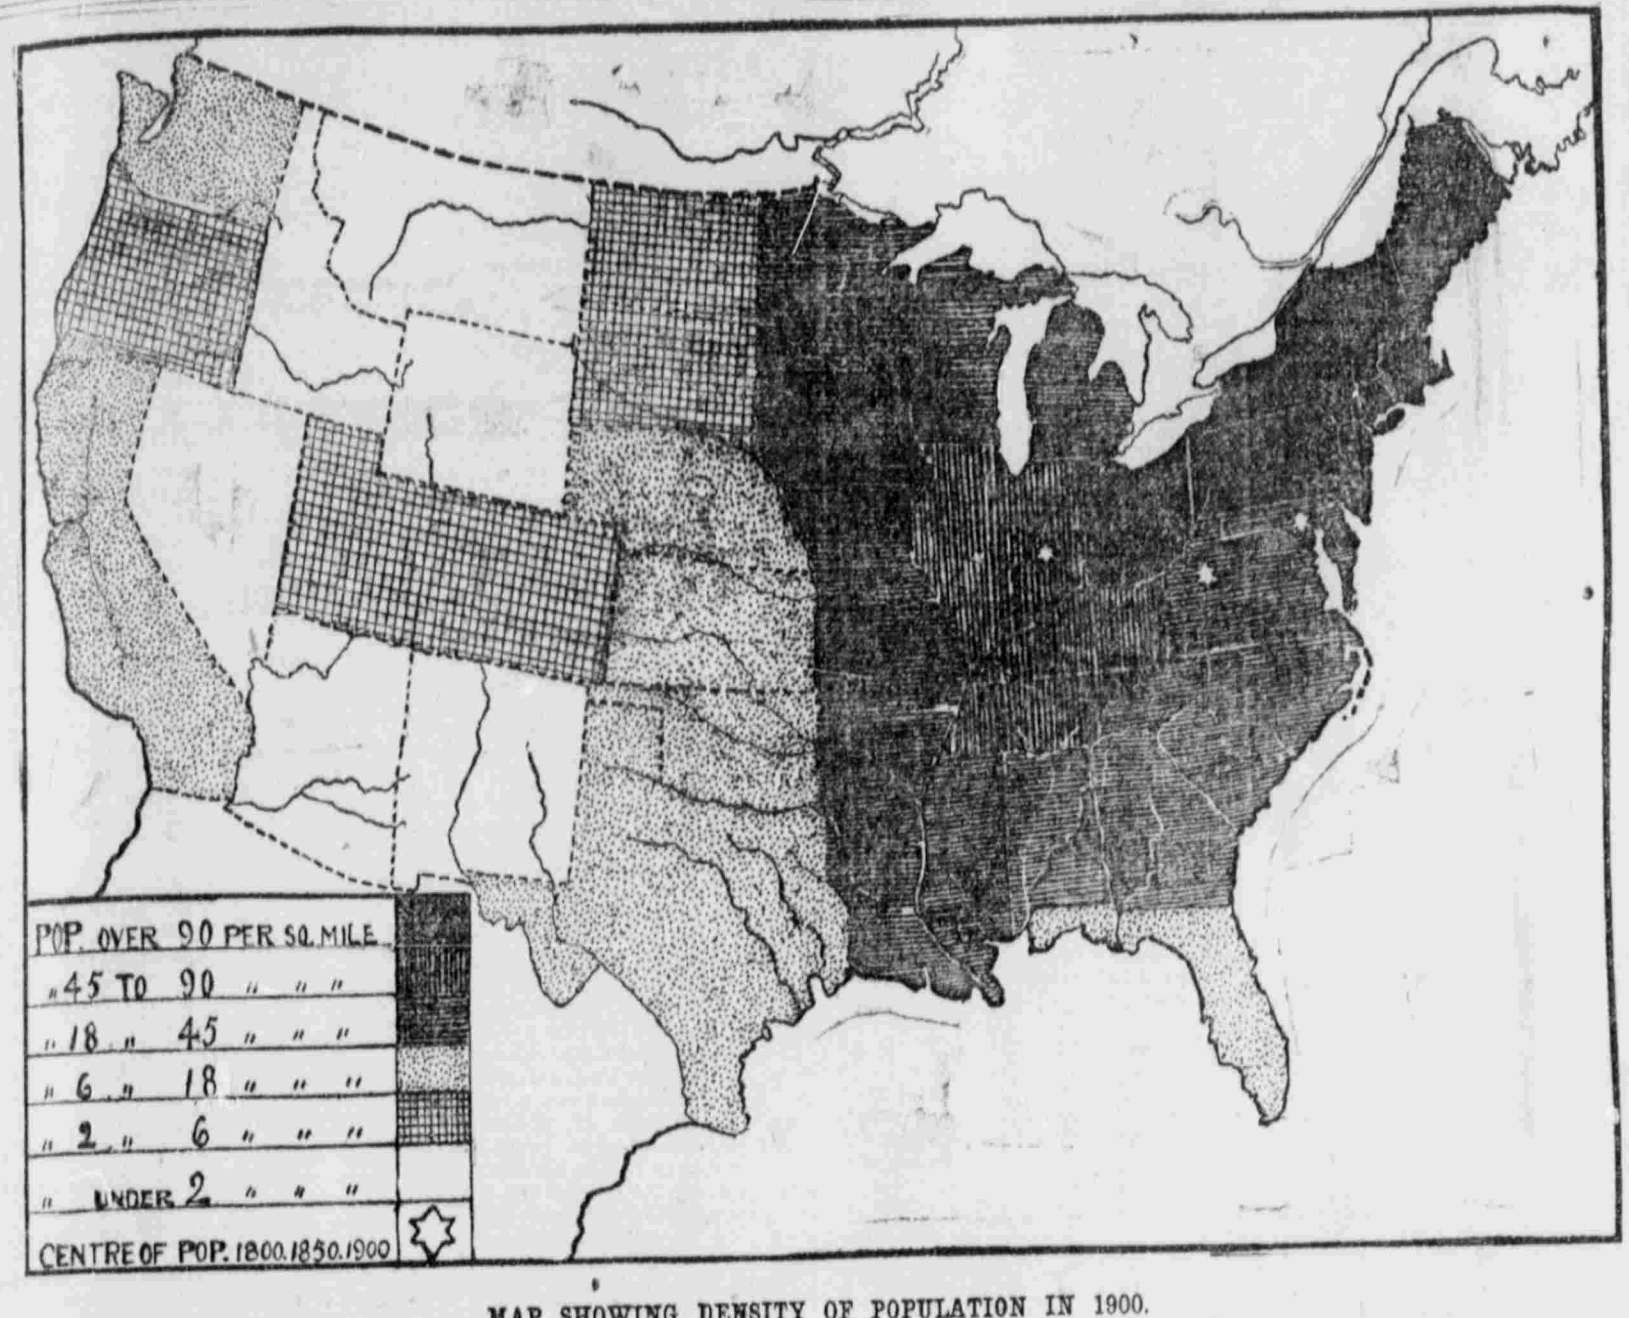 POP. OVER 90 PER SQ. MILE
" 45 TO 90 " " "
" 18 " 45 " " "
" 6 " 18 " " "
" 2 " 6 " " "
" UNDER 2 " " "
CENTRE OF POP. 1800.1850.1900
MAP SHOWING DENSITY OF POPULATION IN 1900.